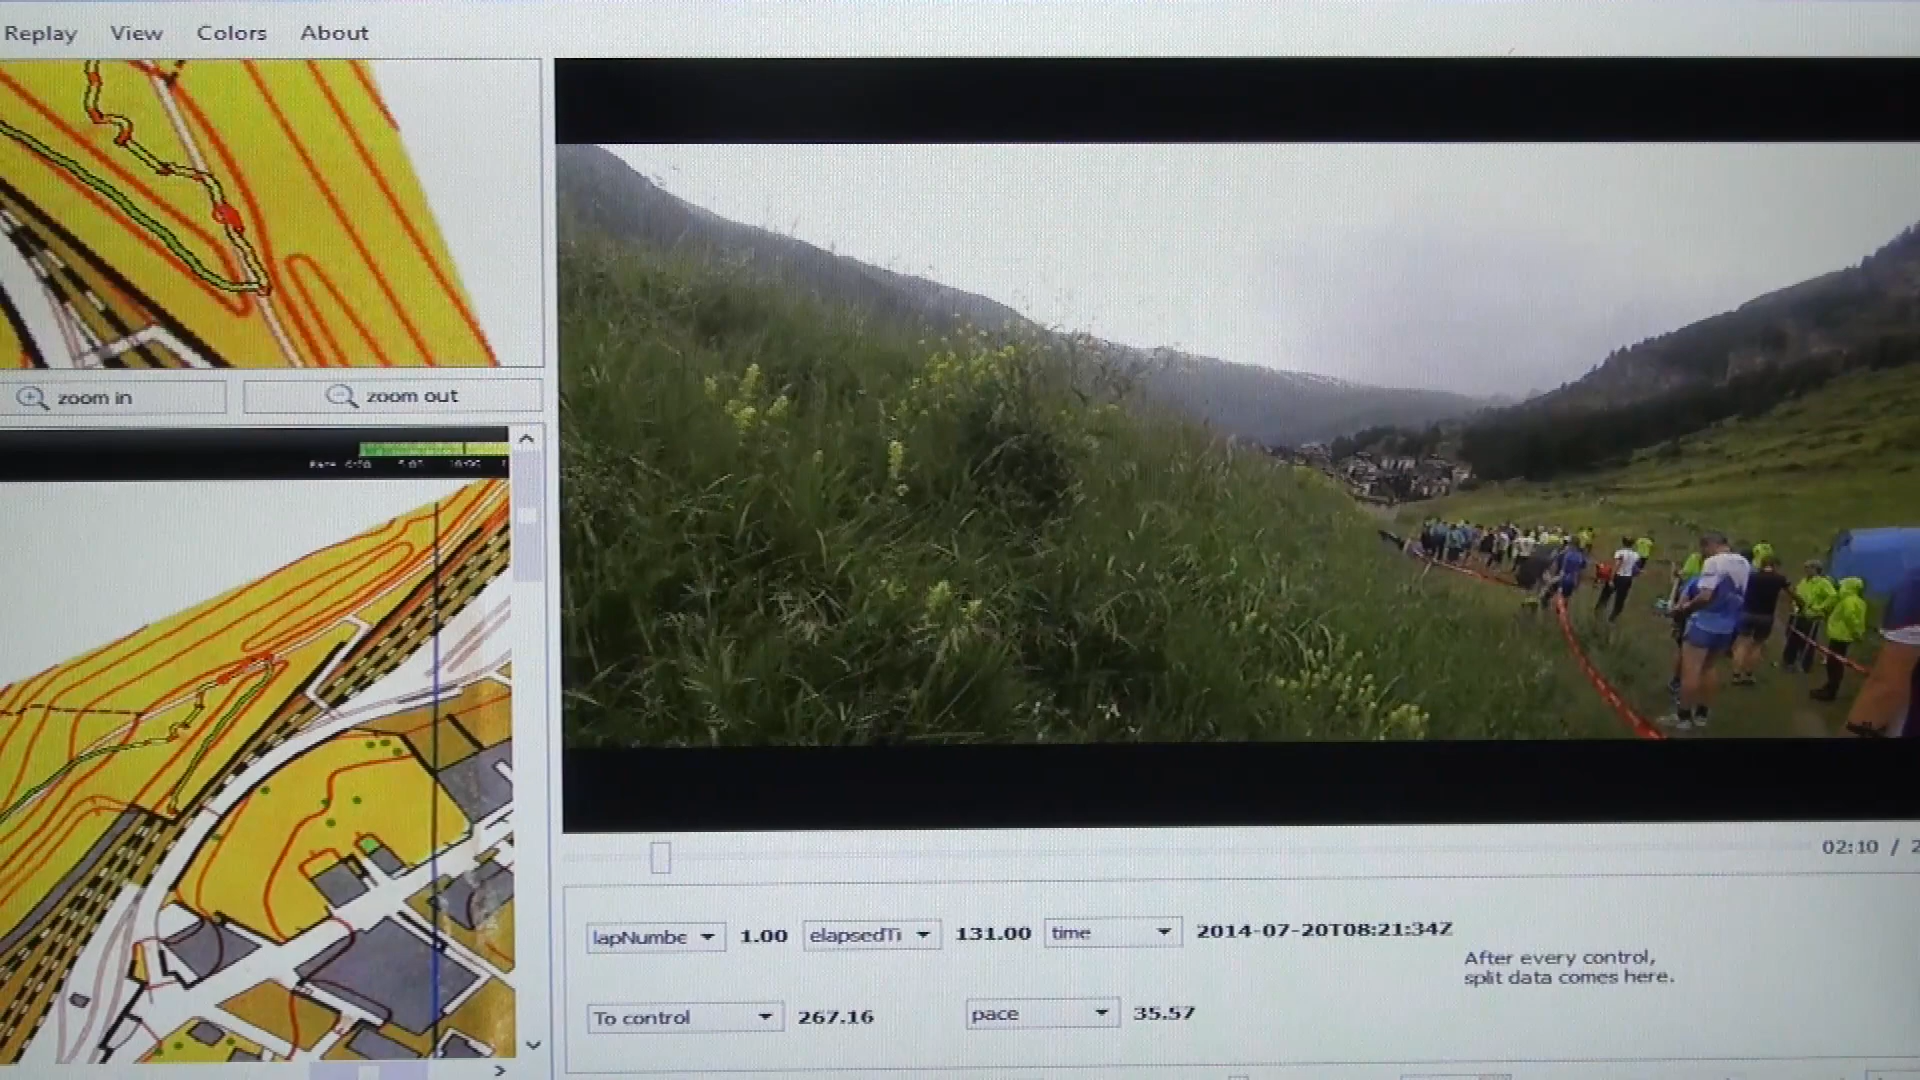 Replay View Colors About
zoom in zoom out
02:10 /
lapNumbe 1.00 elapsedTi 131.00 time 2014-07-20T08:21:34Z
After every control,
split data comes here.
To control 267.16 pace 35.57